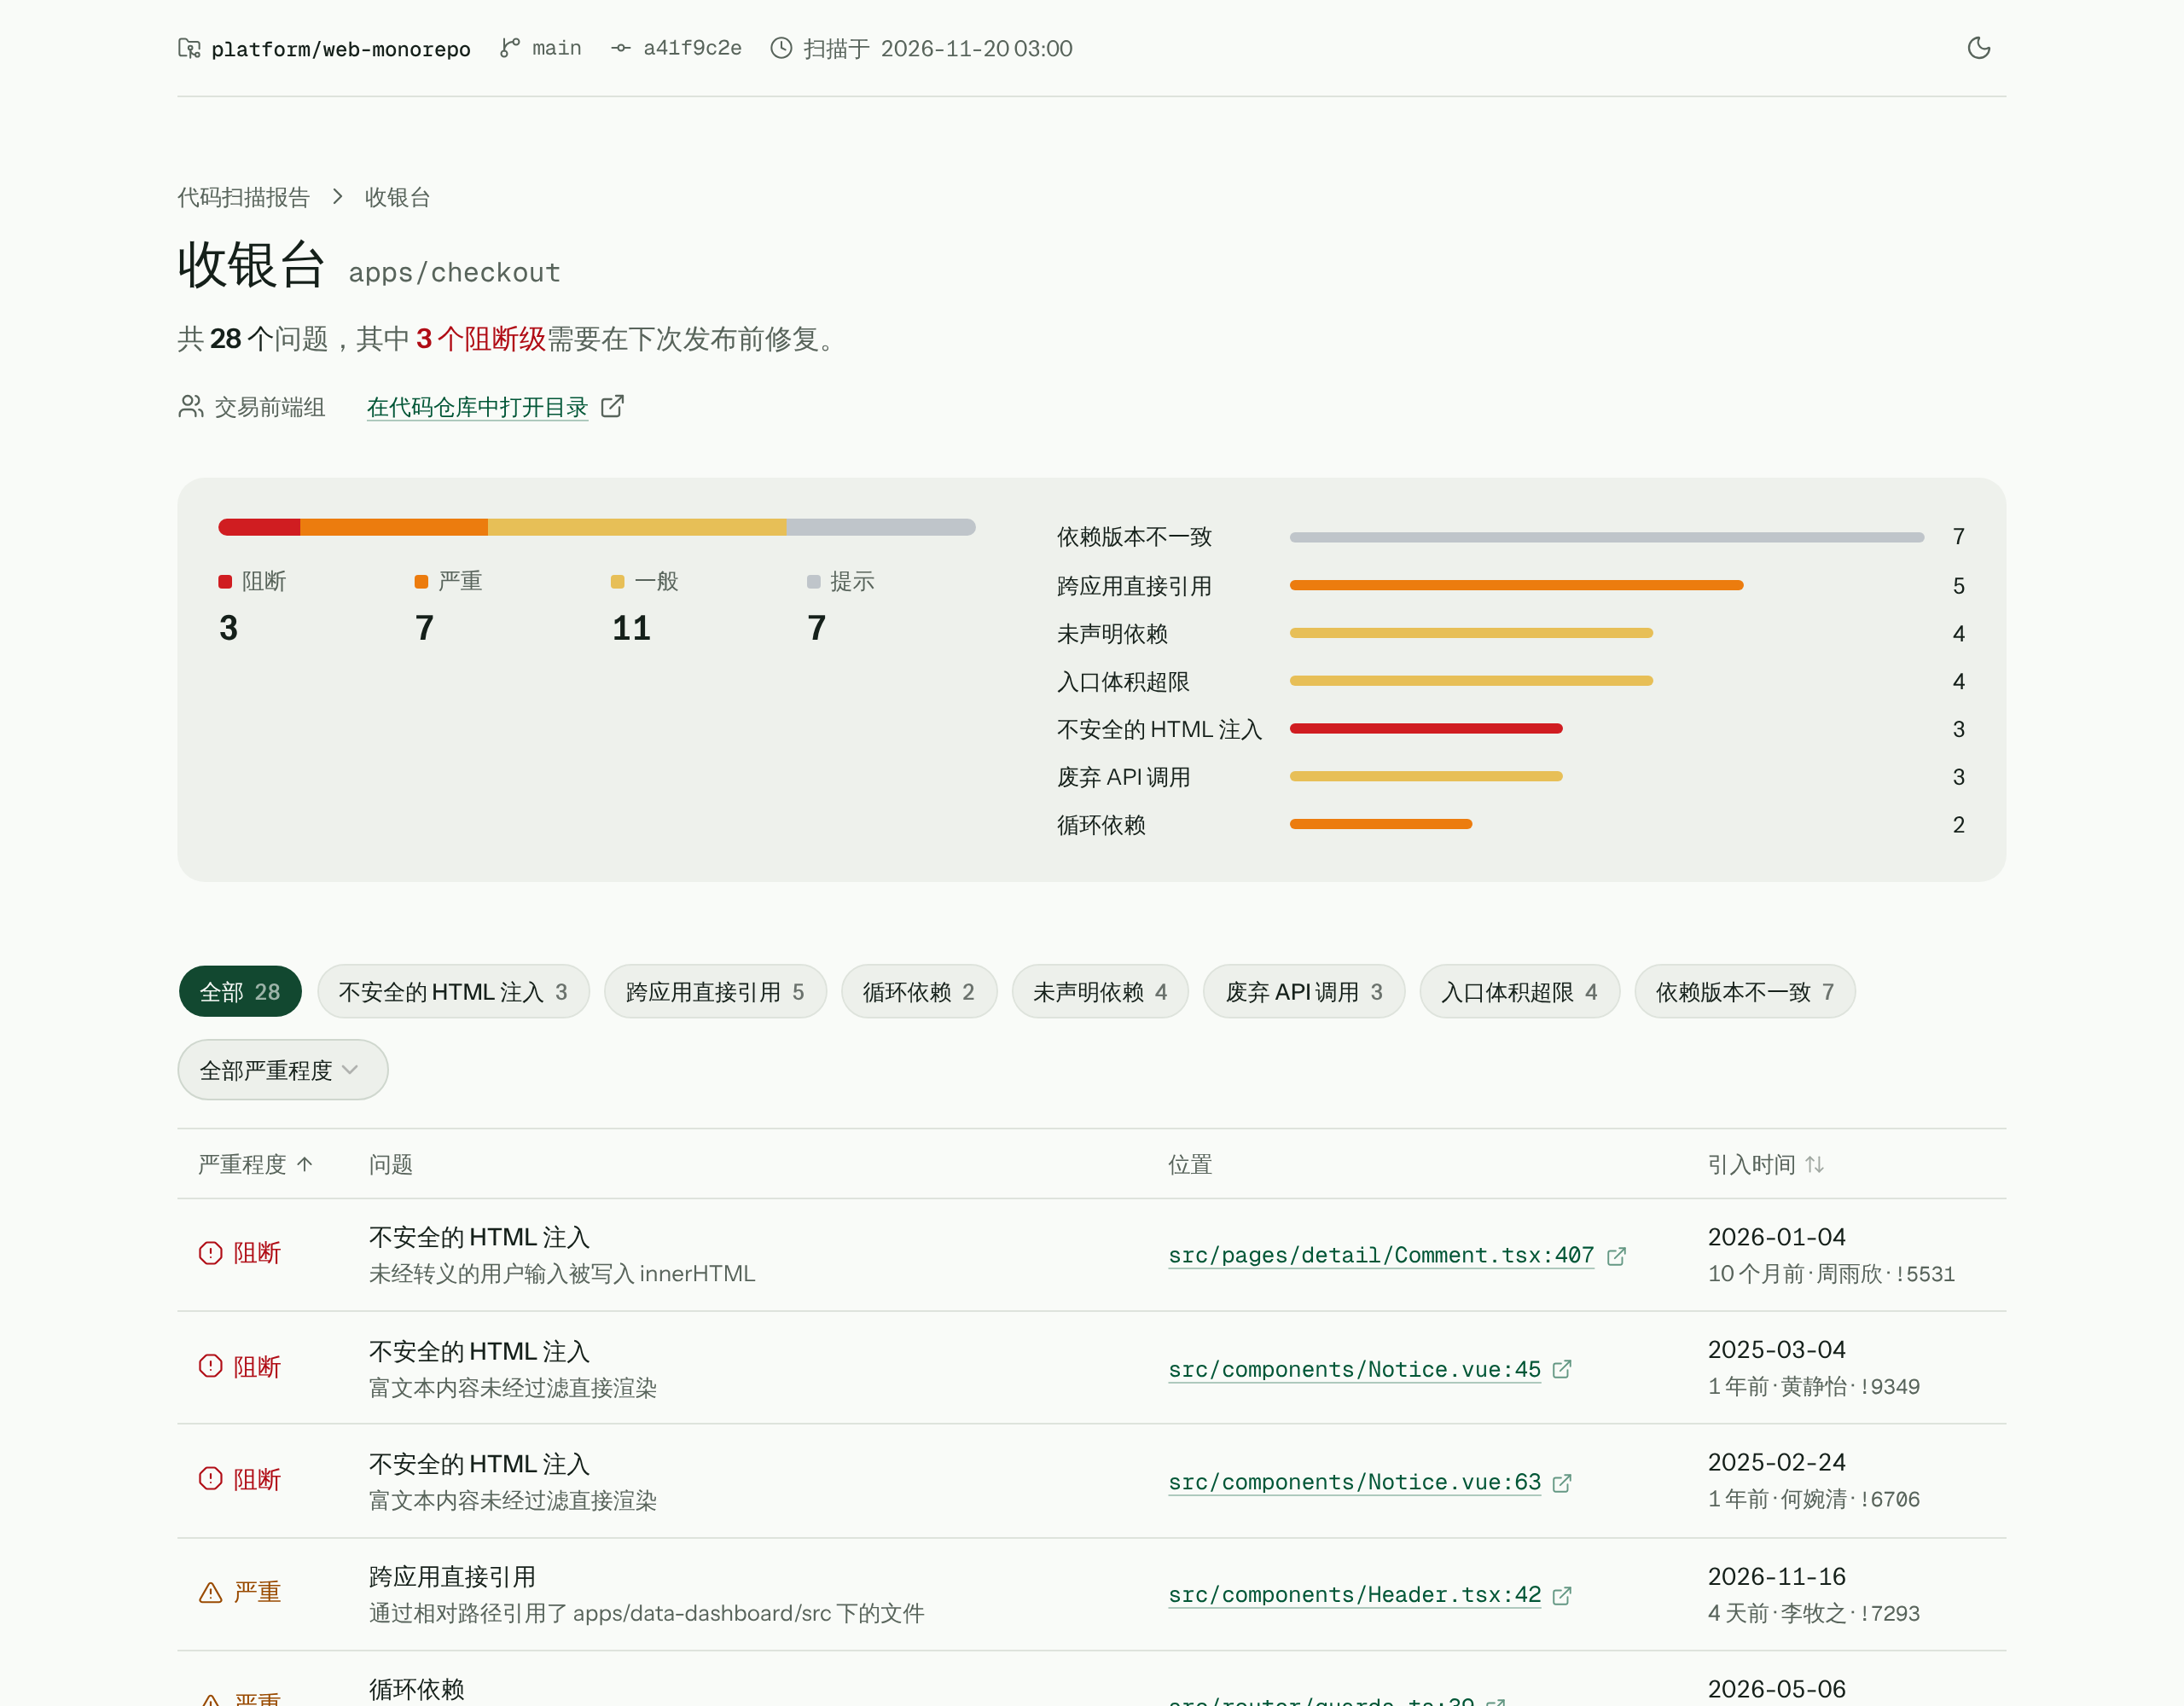 platform/web-monorepo main a41f9c2e 扫描于 2026-11-20 03:00
代码扫描报告 收银台
收银台 apps/checkout
共 28 个问题，其中 3 个阻断级需要在下次发布前修复。
交易前端组 在代码仓库中打开目录
阻断 严重 一般 提示
3 7 11 7
依赖版本不一致 7
跨应用直接引用 5
未声明依赖 4
入口体积超限 4
不安全的 HTML 注入 3
废弃 API 调用 3
循环依赖 2
全部 28 不安全的 HTML 注入 3 跨应用直接引用 5 循环依赖 2 未声明依赖 4 废弃 API 调用 3 入口体积超限 4 依赖版本不一致 7
全部严重程度
严重程度 问题 位置 引入时间
阻断 不安全的 HTML 注入 src/pages/detail/Comment.tsx:407 2026-01-04
未经转义的用户输入被写入 innerHTML 10 个月前 · 周雨欣 · !5531
阻断 不安全的 HTML 注入 src/components/Notice.vue:45 2025-03-04
富文本内容未经过滤直接渲染 1 年前 · 黄静怡 · !9349
阻断 不安全的 HTML 注入 src/components/Notice.vue:63 2025-02-24
富文本内容未经过滤直接渲染 1 年前 · 何婉清 · !6706
严重 跨应用直接引用 src/components/Header.tsx:42 2026-11-16
通过相对路径引用了 apps/data-dashboard/src 下的文件 4 天前 · 李牧之 · !7293
严重 循环依赖 src/router/guards.ts:39 2026-05-06